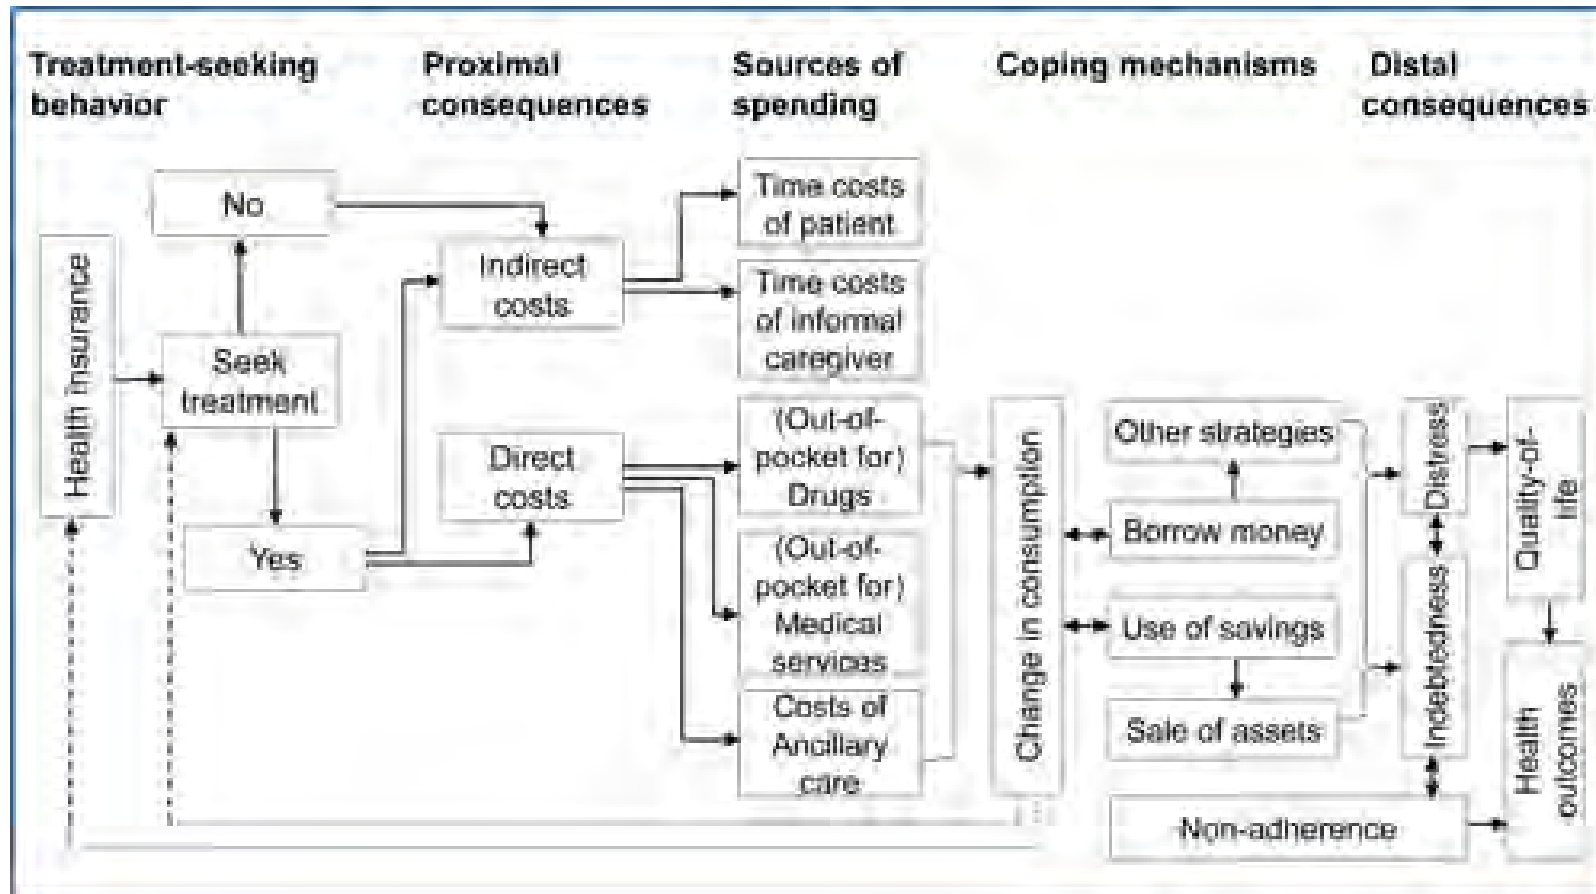 Treatment-seeking
behavior
Proximal
consequences
Sources of
spending
Coping mechanisms
Distal
consequences
No
Health insurance
Seek
treatment
Yes
Indirect
costs
Direct
costs
Time costs
of patient
Time costs
of informal
caregiver
(Out-of-
pocket for)
Drugs
(Out-of-
pocket for)
Medical
services
Costs of
Ancillary
care
Change in consumption
Other strategies
Borrow money
Use of savings
Sale of assets
Non-adherence
Distress
Indebtedness
Quality-of-
life
Health
outcomes